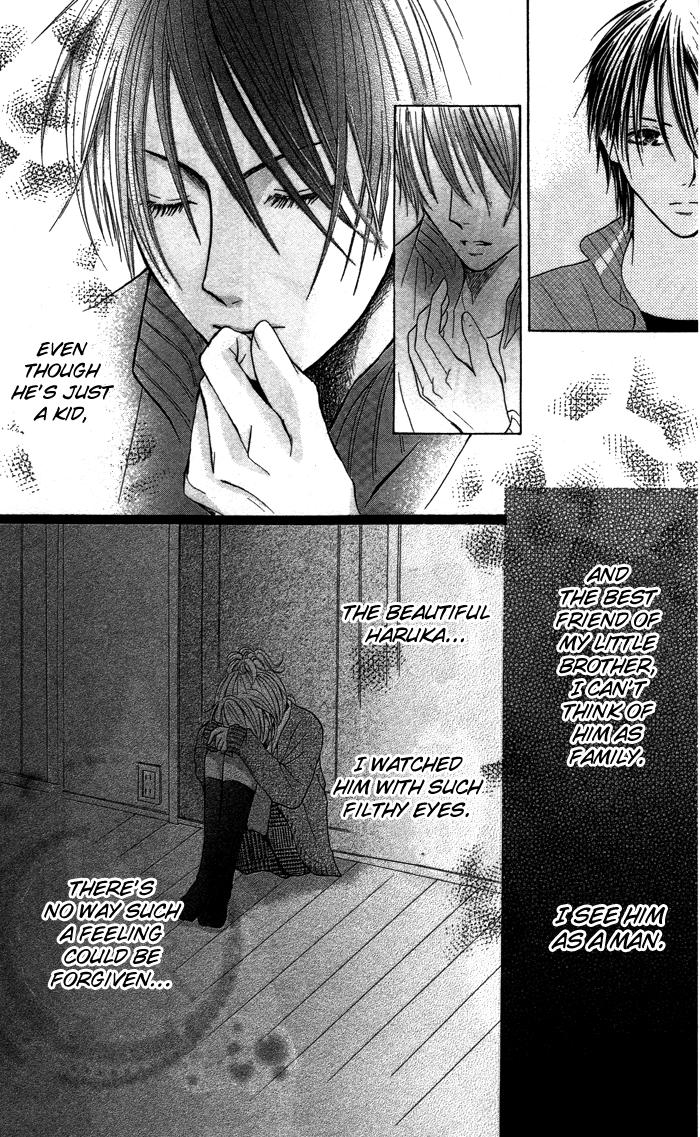 EVEN
THOUGH
HE'S JUST
A KID,
AND
THE BEST
FRIEND OF
MY LITTLE
BROTHER,
I CAN'T
THINK OF
HIM AS
FAMILY.
I SEE HIM
AS A MAN.
THE BEAUTIFUL
HARUKA...
I WATCHED
HIM WITH SUCH
FILTHY EYES.
THERE'S
NO WAY SUCH
A FEELING
COULD BE
FORGIVEN...